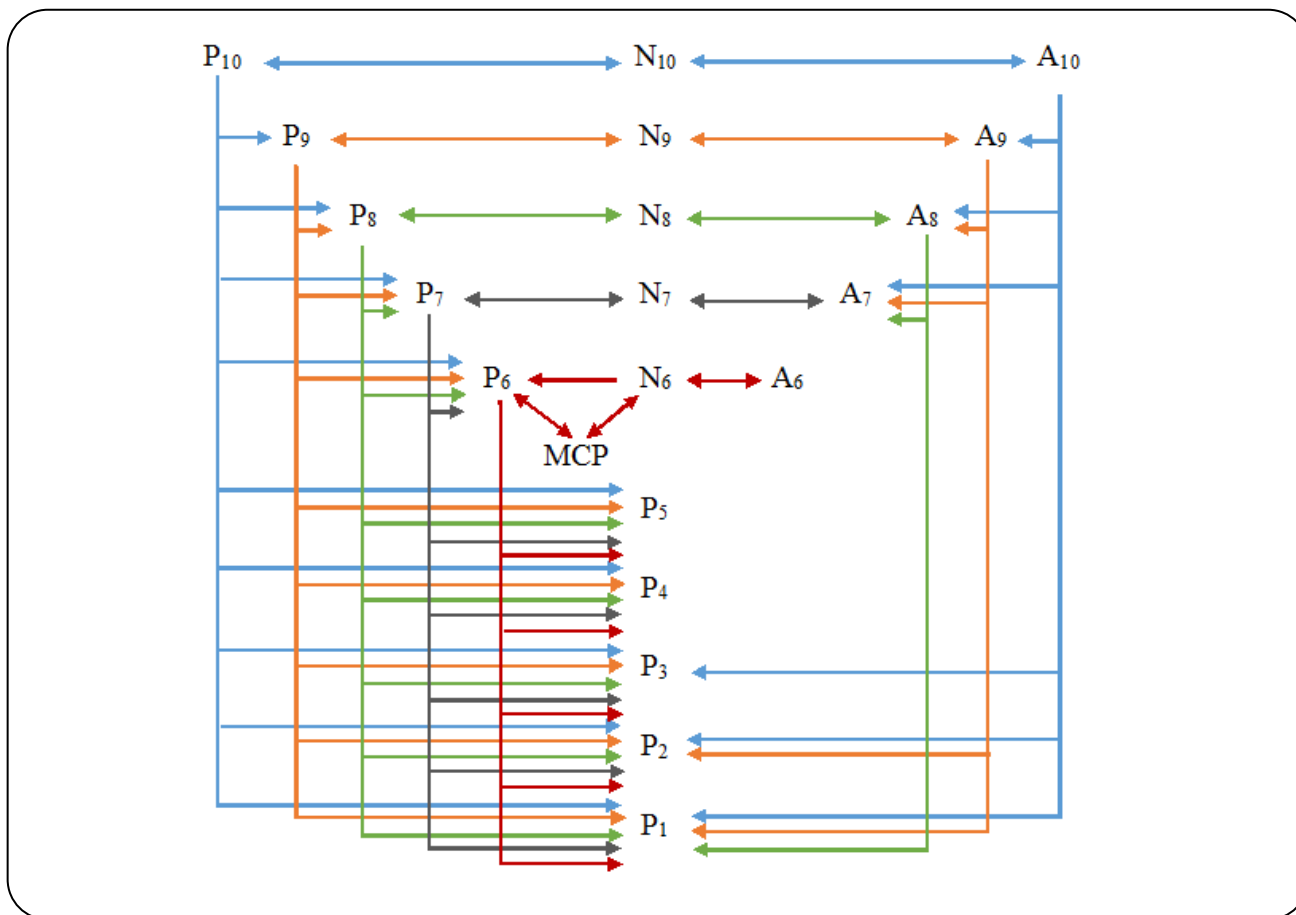 P₁₀ N₁₀ A₁₀
P₉ N₉ A₉
P₈ N₈ A₈
P₇ N₇ A₇
P₆ N₆ A₆
MCP
P₅
P₄
P₃
P₂
P₁